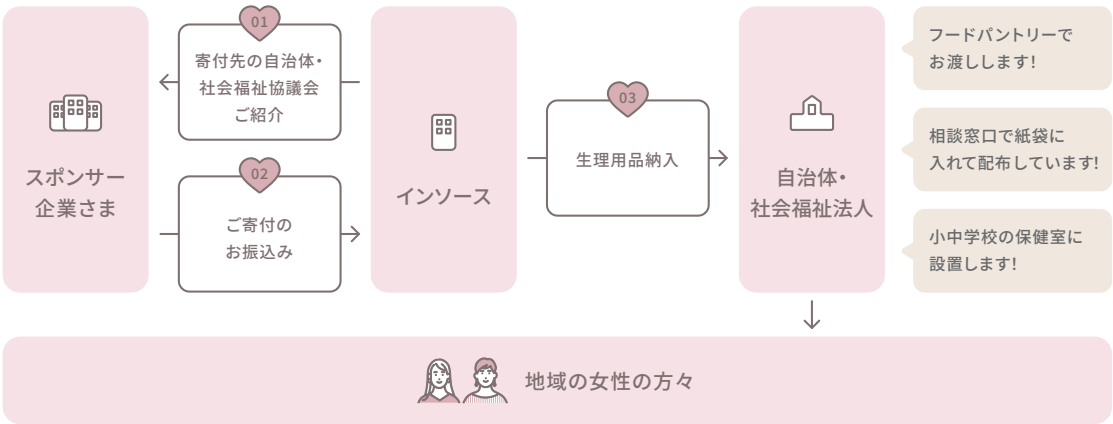 スポンサー
企業さま
01
寄付先の自治体・
社会福祉協議会
ご紹介
02
ご寄付の
お振込み
インソース
03
生理用品納入
自治体・
社会福祉法人
フードパントリーで
お渡しします!
相談窓口で紙袋に
入れて配布しています!
小中学校の保健室に
設置します!
地域の女性の方々